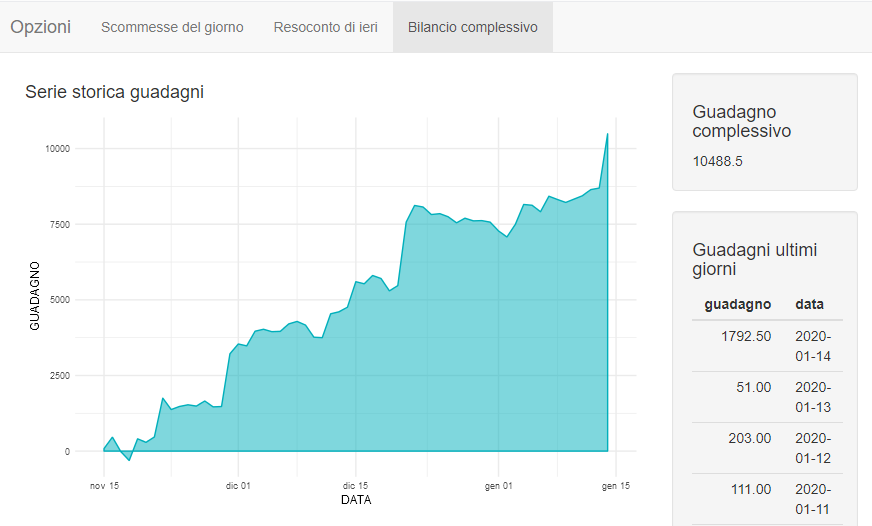 Opzioni Scommesse del giorno Resoconto di ieri Bilancio complessivo
Serie storica guadagni
10000
7500
5000
2500
0
GUADAGNO
nov 15 dic 01 dic 15 gen 01 gen 15
DATA
Guadagno
complessivo
10488.5
Guadagni ultimi
giorni
guadagno data
1792.50 2020-
01-14
51.00 2020-
01-13
203.00 2020-
01-12
111.00 2020-
01-11